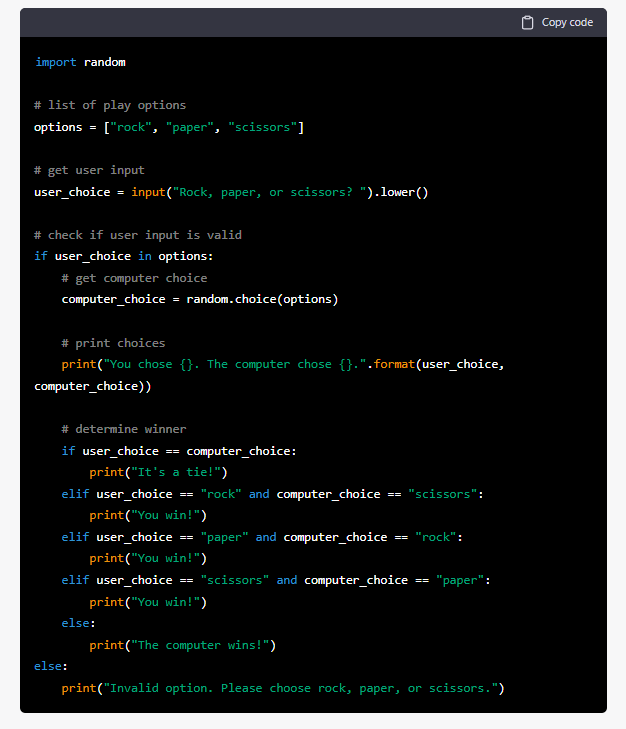 Copy code
import random
# list of play options
options = ["rock", "paper", "scissors"]
# get user input
user_choice = input("Rock, paper, or scissors? ").lower()
# check if user input is valid
if user_choice in options:
    # get computer choice
    computer_choice = random.choice(options)
    # print choices
    print("You chose {}. The computer chose {}.".format(user_choice,
computer_choice))
    # determine winner
    if user_choice == computer_choice:
        print("It's a tie!")
    elif user_choice == "rock" and computer_choice == "scissors":
        print("You win!")
    elif user_choice == "paper" and computer_choice == "rock":
        print("You win!")
    elif user_choice == "scissors" and computer_choice == "paper":
        print("You win!")
    else:
        print("The computer wins!")
else:
    print("Invalid option. Please choose rock, paper, or scissors.")